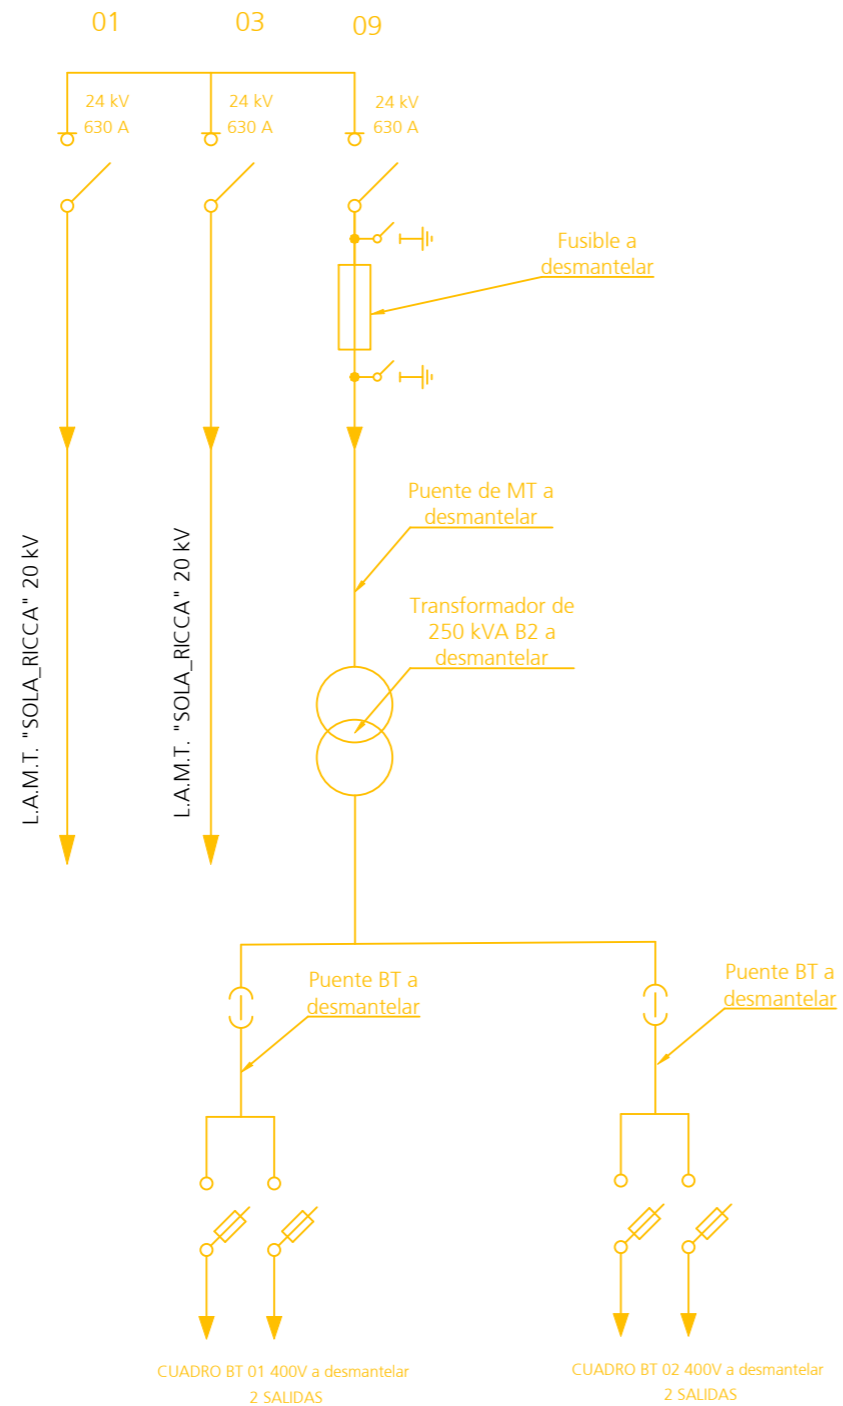 01
03
09
24 kV
630 A
24 kV
630 A
24 kV
630 A
Fusible a
desmantelar
Puente de MT a
desmantelar
L.A.M.T. "SOLA_RICCA" 20 kV
L.A.M.T. "SOLA_RICCA" 20 kV
Transformador de
250 kVA B2 a
desmantelar
Puente BT a
desmantelar
Puente BT a
desmantelar
CUADRO BT 01 400V a desmantelar
2 SALIDAS
CUADRO BT 02 400V a desmantelar
2 SALIDAS